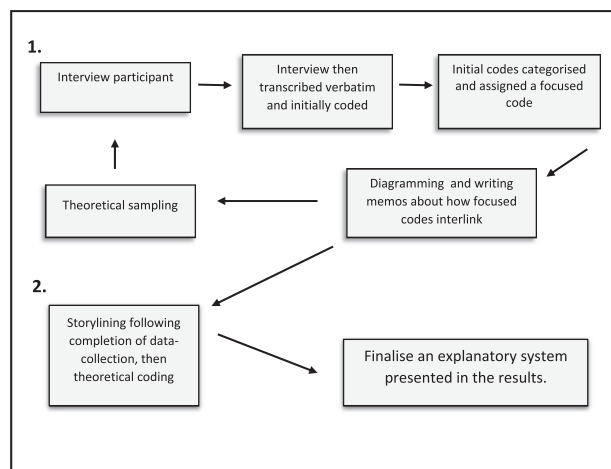 1.
Interview participant
Interview then
transcribed verbatim
and initially coded
Initial codes categorised
and assigned a focused
code
Diagramming and writing
memos about how focused
codes interlink
Theoretical sampling
2.
Storylining following
completion of data-
collection, then
theoretical coding
Finalise an explanatory system
presented in the results.